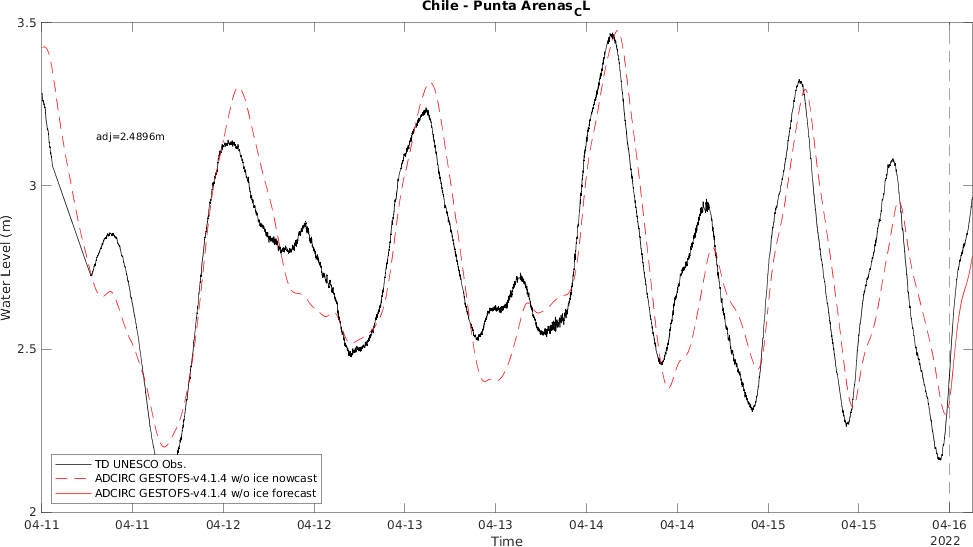 Chile - Punta Arenas_CL
3.5
3
2.5
2
Water Level (m)
adj=2.4896m
TD UNESCO Obs.
ADCIRC GESTOFS-v4.1.4 w/o ice nowcast
ADCIRC GESTOFS-v4.1.4 w/o ice forecast
04-11 04-11 04-12 04-12 04-13 04-13 04-14 04-14 04-15 04-15 04-16
Time
2022